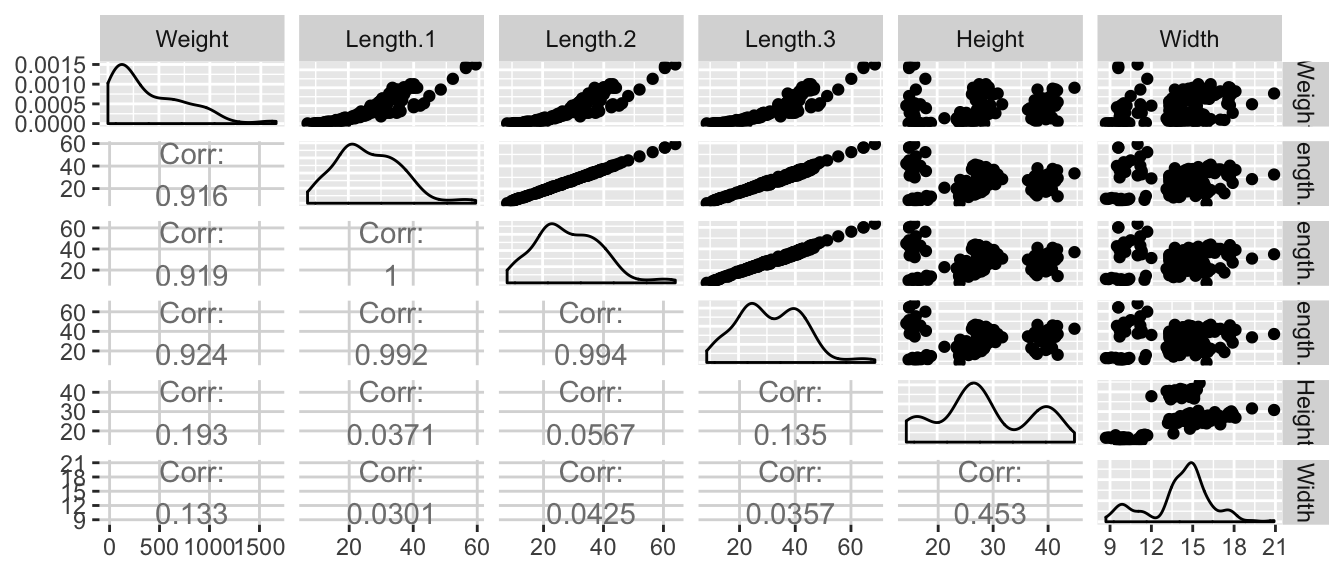 Weight Length.1 Length.2 Length.3 Height Width
0.0015
0.0010
0.0005
0.0000
Weigh
60
40
20
Corr:
0.916
ength.
60
40
20
Corr: Corr:
0.919 1
ength.
60
40
20
Corr: Corr: Corr:
0.924 0.992 0.994
ength.
40
30
20
Corr: Corr: Corr: Corr:
0.193 0.0371 0.0567 0.135
Height
21
18
15
12
9
Corr: Corr: Corr: Corr: Corr:
0.133 0.0301 0.0425 0.0357 0.453
Width
0 500 1000 1500 20 40 60 20 40 60 20 40 60 20 30 40 9 12 15 18 21